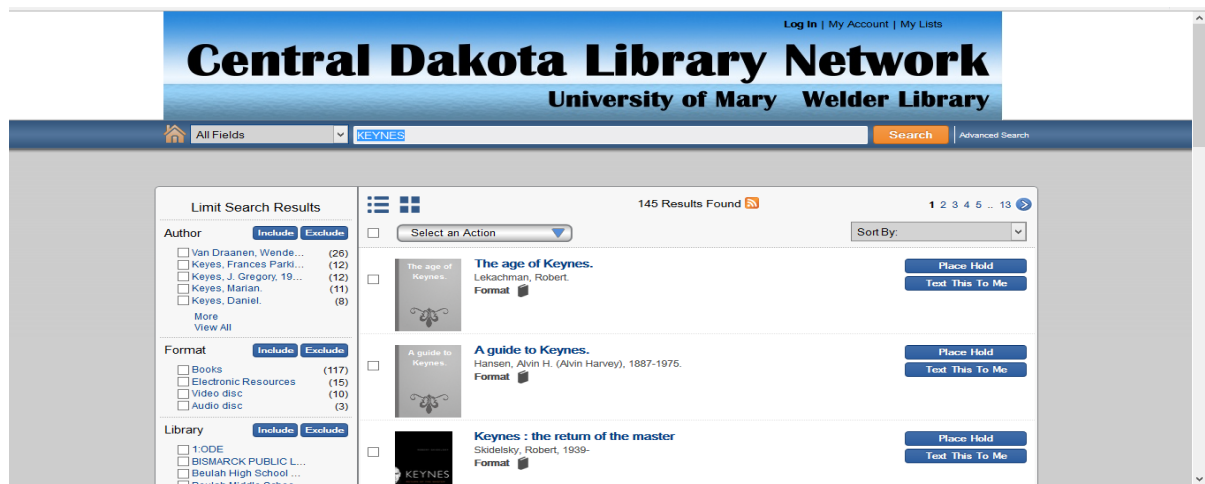 Log In | My Account | My Lists
Central Dakota Library Network
University of Mary Welder Library
All Fields
KEYNES
Search
Advanced Search
Limit Search Results
Author Include Exclude
Van Draanen, Wende... (26)
Keyes, Frances Parki... (12)
Keyes, J. Gregory, 19... (12)
Keyes, Marian. (11)
Keyes, Daniel. (8)
More
View All
Format Include Exclude
Books (117)
Electronic Resources (15)
Video disc (10)
Audio disc (3)
Library Include Exclude
1:ODE
BISMARCK PUBLIC L...
Beulah High School ...
145 Results Found
1 2 3 4 5 .. 13
Select an Action
Sort By:
The age of
Keynes.
The age of Keynes.
Lekachman, Robert.
Format
Place Hold
Text This To Me
A guide to
Keynes.
A guide to Keynes.
Hansen, Alvin H. (Alvin Harvey), 1887-1975.
Format
Place Hold
Text This To Me
KEYNES
Keynes : the return of the master
Skidelsky, Robert, 1939-
Format
Place Hold
Text This To Me